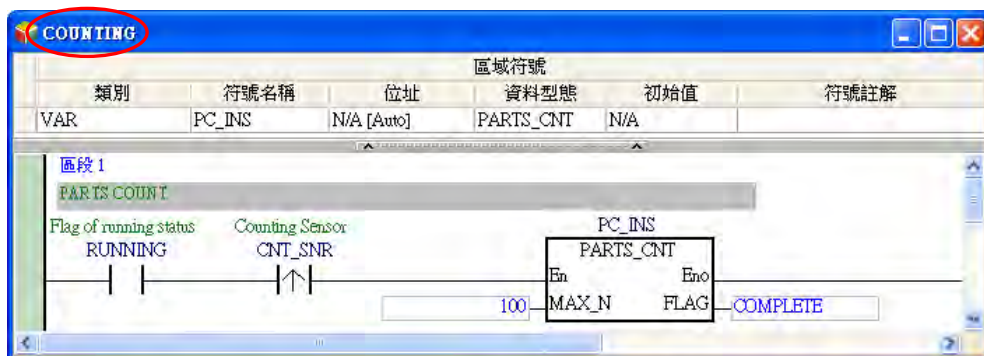 COUNTING
區域符號
類別 符號名稱 位址 資料型態 初始值 符號註解
VAR PC_INS N/A [Auto] PARTS_CNT N/A
區段 1
PARTS COUNT
Flag of running status Counting Sensor PC_INS
RUNNING CNT_SNR PARTS_CNT
En Eno
100 MAX_N FLAG COMPLETE